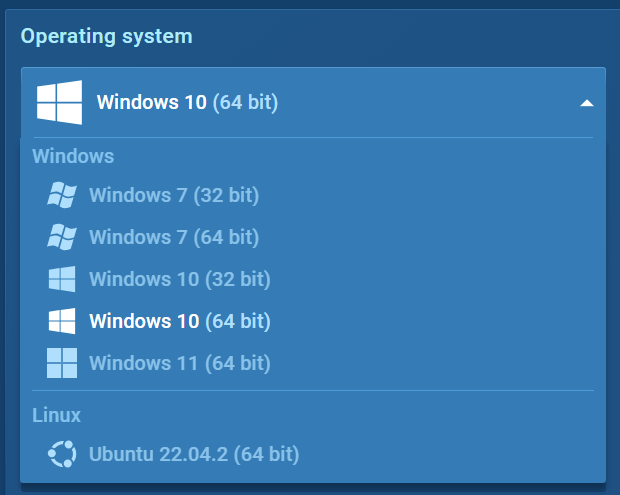 Operating system
Windows 10 (64 bit)
Windows
Windows 7 (32 bit)
Windows 7 (64 bit)
Windows 10 (32 bit)
Windows 10 (64 bit)
Windows 11 (64 bit)
Linux
Ubuntu 22.04.2 (64 bit)